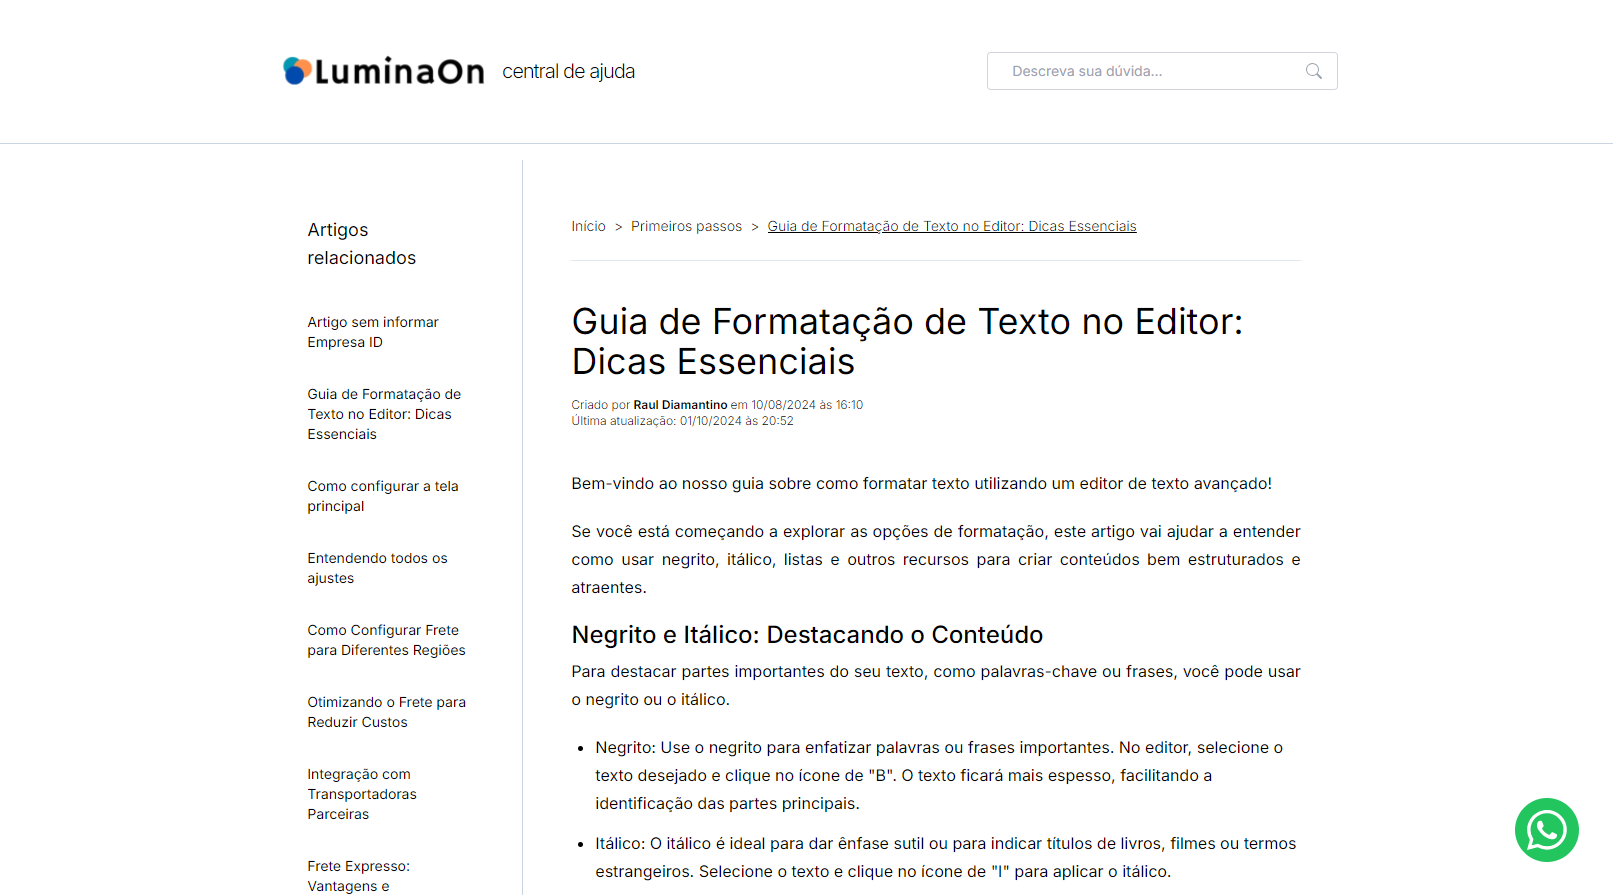 LuminaOn central de ajuda
Descreva sua dúvida...
Artigos
relacionados
Artigo sem informar
Empresa ID
Guia de Formatação de
Texto no Editor: Dicas
Essenciais
Como configurar a tela
principal
Entendendo todos os
ajustes
Como Configurar Frete
para Diferentes Regiões
Otimizando o Frete para
Reduzir Custos
Integração com
Transportadoras
Parceiras
Frete Expresso:
Vantagens e
Início > Primeiros passos > Guia de Formatação de Texto no Editor: Dicas Essenciais
Guia de Formatação de Texto no Editor:
Dicas Essenciais
Criado por Raul Diamantino em 10/08/2024 às 16:10
Última atualização: 01/10/2024 às 20:52
Bem-vindo ao nosso guia sobre como formatar texto utilizando um editor de texto avançado!
Se você está começando a explorar as opções de formatação, este artigo vai ajudar a entender
como usar negrito, itálico, listas e outros recursos para criar conteúdos bem estruturados e
atraentes.
Negrito e Itálico: Destacando o Conteúdo
Para destacar partes importantes do seu texto, como palavras-chave ou frases, você pode usar
o negrito ou o itálico.
• Negrito: Use o negrito para enfatizar palavras ou frases importantes. No editor, selecione o
texto desejado e clique no ícone de "B". O texto ficará mais espesso, facilitando a
identificação das partes principais.
• Itálico: O itálico é ideal para dar ênfase sutil ou para indicar títulos de livros, filmes ou termos
estrangeiros. Selecione o texto e clique no ícone de "I" para aplicar o itálico.